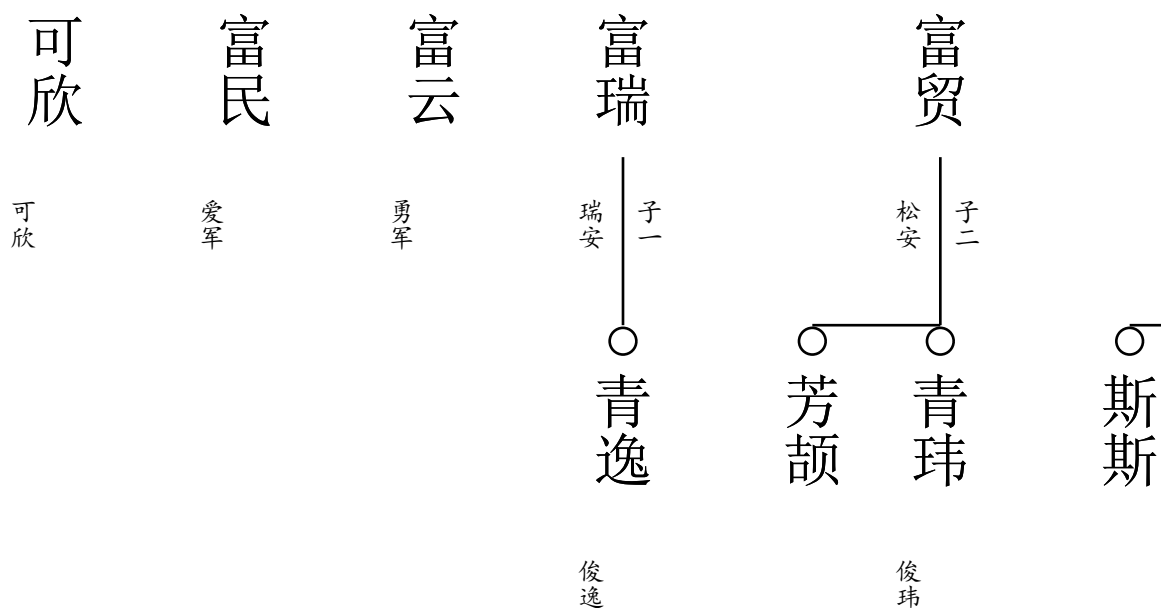 可欣
富民
富云
富瑞
富贸
可欣
爱军
勇军
瑞安
子一
松安
子二
青逸
芳颉
青玮
斯斯
俊逸
俊玮